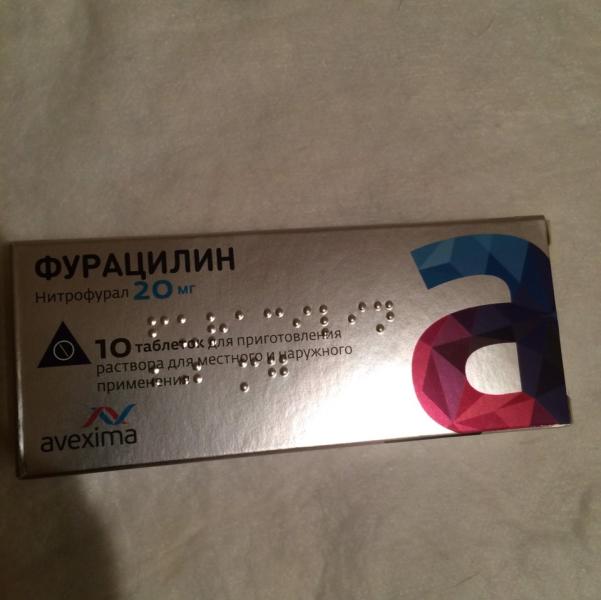 ФУРАЦИЛИН
Нитрофурал 20 мг
10 таблеток для приготовления
раствора для местного и наружного
применения
avexima
a